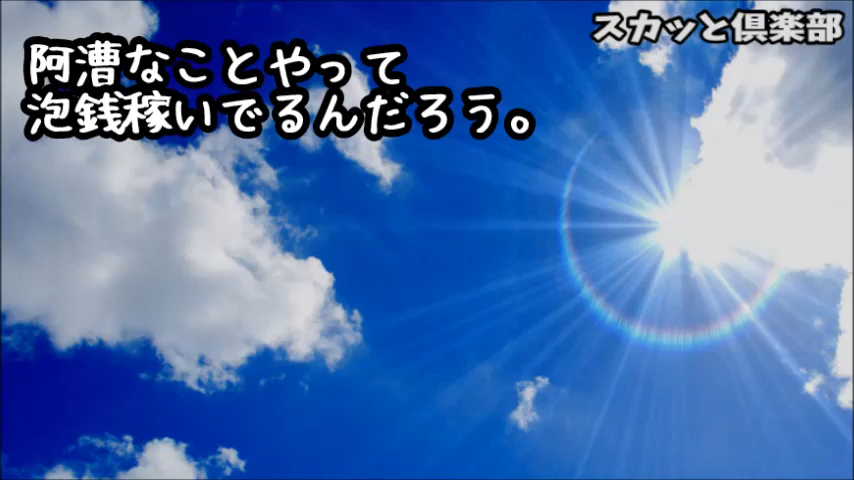 スカッと倶楽部
阿漕なことやって
泡銭稼いでるんだろう。